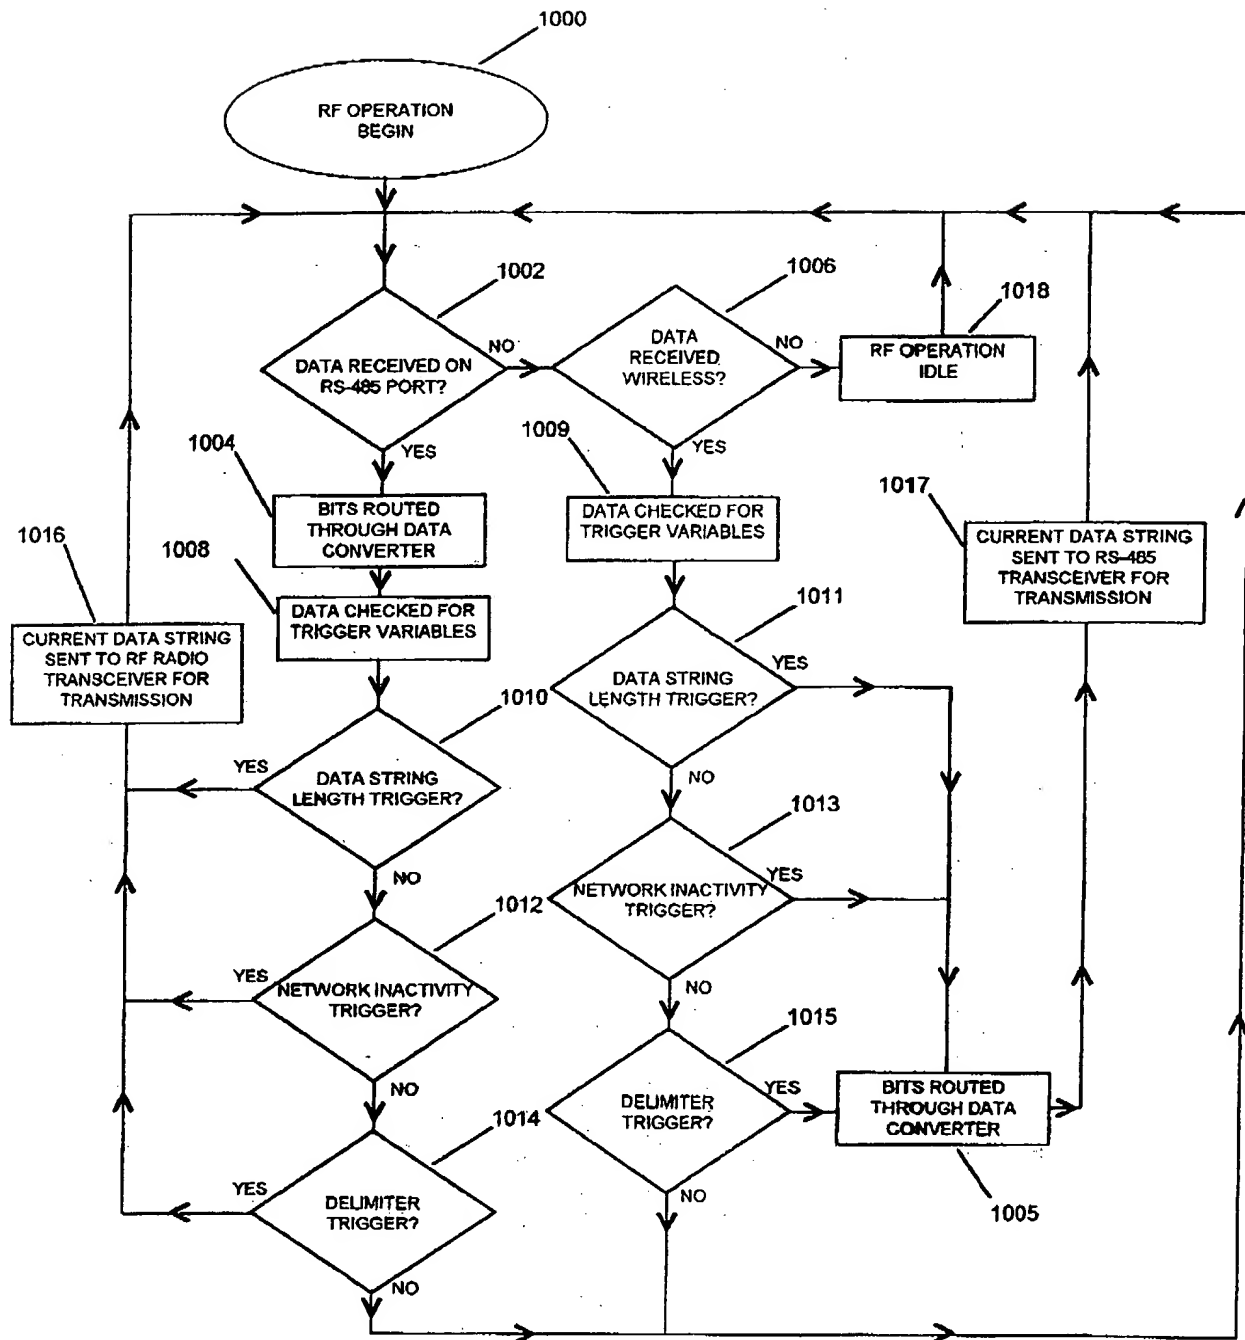 1000
RF OPERATION
BEGIN
1002
1006
1018
DATA RECEIVED ON
RS-485 PORT?
NO
DATA
RECEIVED
WIRELESS?
NO
RF OPERATION
IDLE
YES
YES
1004
BITS ROUTED
THROUGH DATA
CONVERTER
1009
DATA CHECKED FOR
TRIGGER VARIABLES
1017
CURRENT DATA STRING
SENT TO RS-485
TRANSCEIVER FOR
TRANSMISSION
1016
CURRENT DATA STRING
SENT TO RF RADIO
TRANSCEIVER FOR
TRANSMISSION
1008
DATA CHECKED FOR
TRIGGER VARIABLES
1011
DATA STRING
LENGTH TRIGGER?
YES
NO
1010
YES
DATA STRING
LENGTH TRIGGER?
NO
1013
NETWORK INACTIVITY
TRIGGER?
YES
NO
1012
YES
NETWORK INACTIVITY
TRIGGER?
NO
1015
DELIMITER
TRIGGER?
YES
NO
BITS ROUTED
THROUGH DATA
CONVERTER
1005
1014
YES
DELIMITER
TRIGGER?
NO